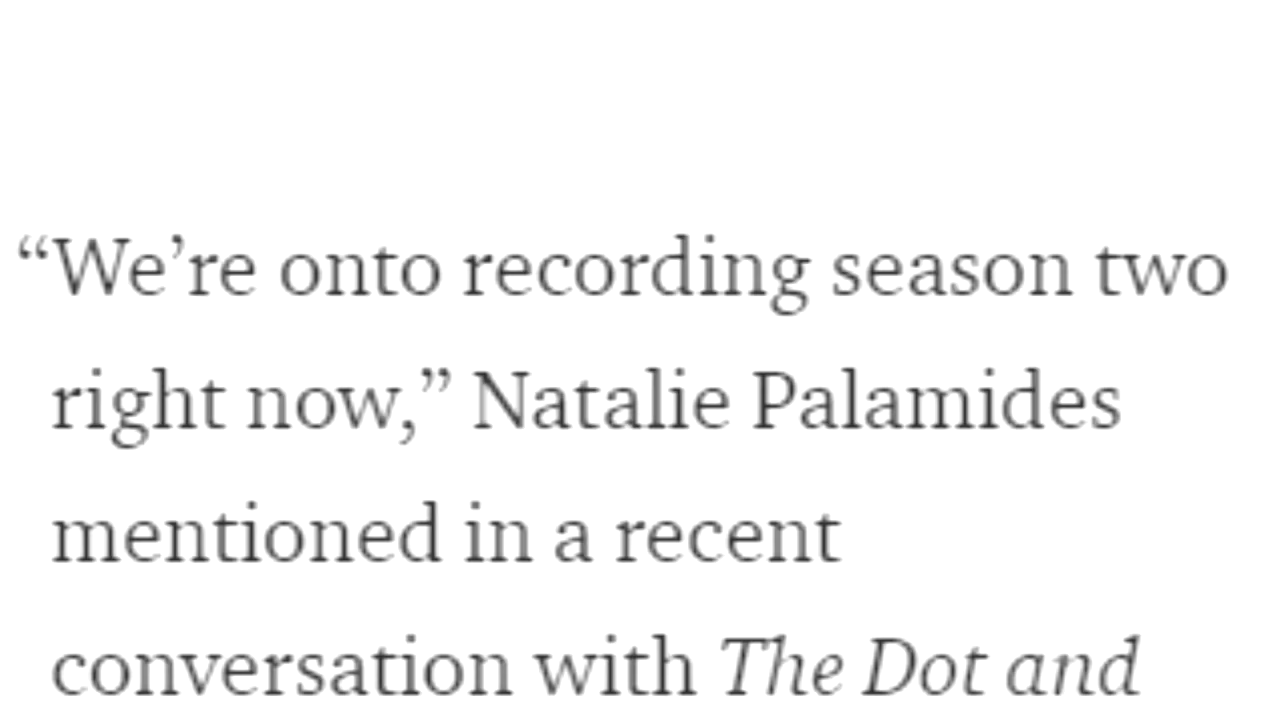 “We’re onto recording season two
right now,” Natalie Palamides
mentioned in a recent
conversation with The Dot and